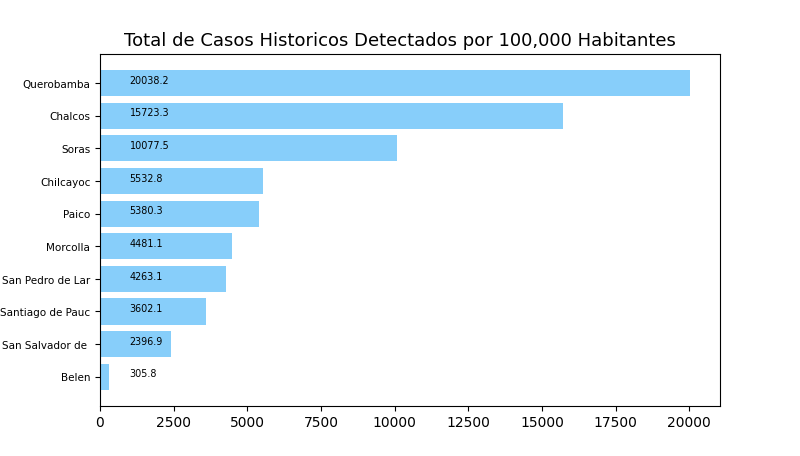 Total de Casos Historicos Detectados por 100,000 Habitantes
Querobamba 20038.2
Chalcos 15723.3
Soras 10077.5
Chilcayoc 5532.8
Paico 5380.3
Morcolla 4481.1
San Pedro de Lar 4263.1
Santiago de Pauc 3602.1
San Salvador de 2396.9
Belen 305.8
0 2500 5000 7500 10000 12500 15000 17500 20000